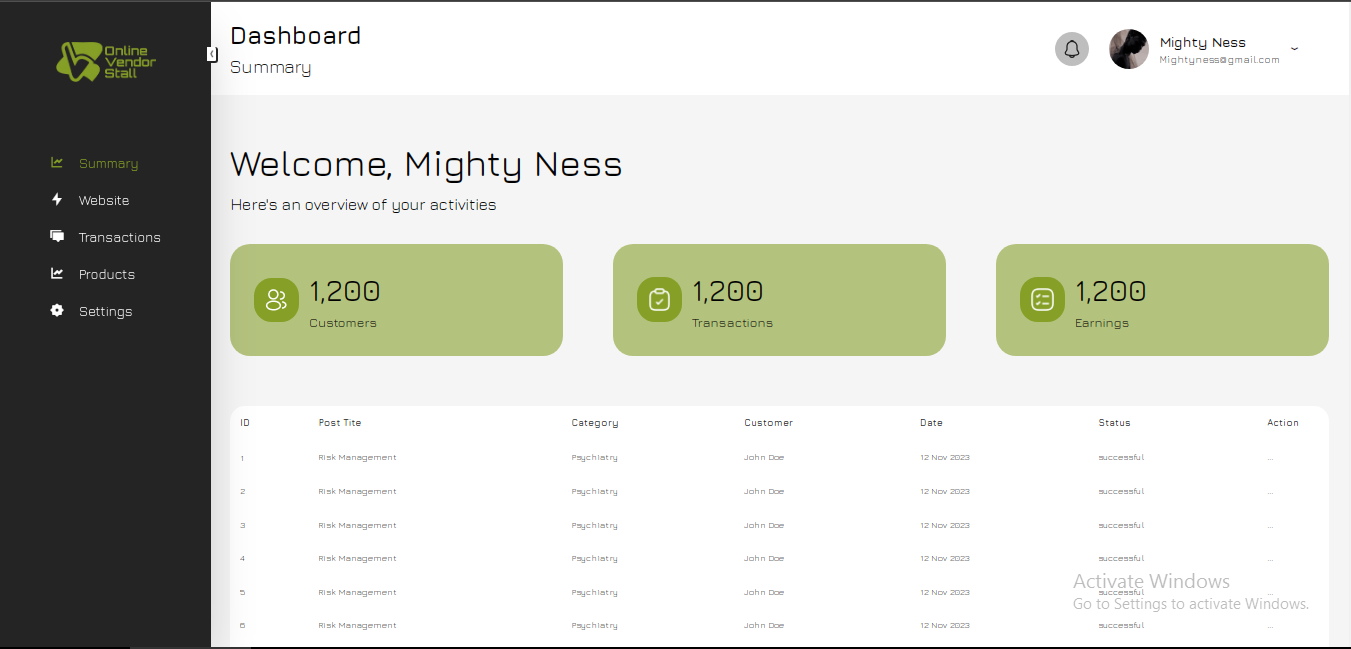 Online
Vendor
Stall
Dashboard
Summary
Mighty Ness
Mightyness@gmail.com
Summary
Website
Transactions
Products
Settings
Welcome, Mighty Ness
Here's an overview of your activities
1,200
Customers
1,200
Transactions
1,200
Earnings
ID Post Tite Category Customer Date Status Action
1 Risk Management Psychiatry John Doe 12 Nov 2023 successful ...
2 Risk Management Psychiatry John Doe 12 Nov 2023 successful ...
3 Risk Management Psychiatry John Doe 12 Nov 2023 successful ...
4 Risk Management Psychiatry John Doe 12 Nov 2023 successful ...
5 Risk Management Psychiatry John Doe 12 Nov 2023 successful ...
6 Risk Management Psychiatry John Doe 12 Nov 2023 successful ...
Activate Windows
Go to Settings to activate Windows.